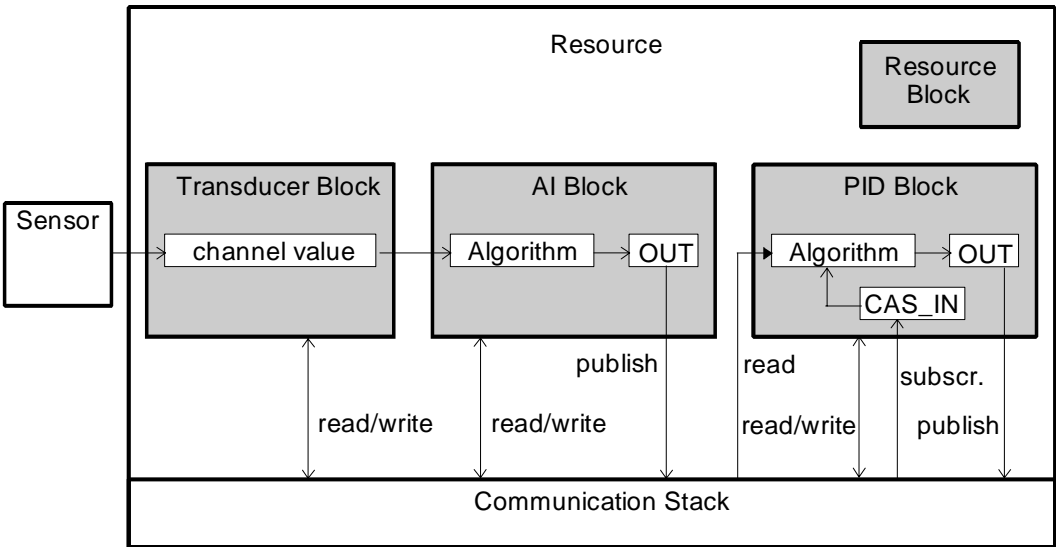 Resource
Resource
Block
Transducer Block
AI Block
PID Block
Sensor
channel value
Algorithm
OUT
Algorithm
OUT
CAS_IN
publish
read
subscr.
read/write
read/write
read/write
publish
Communication Stack